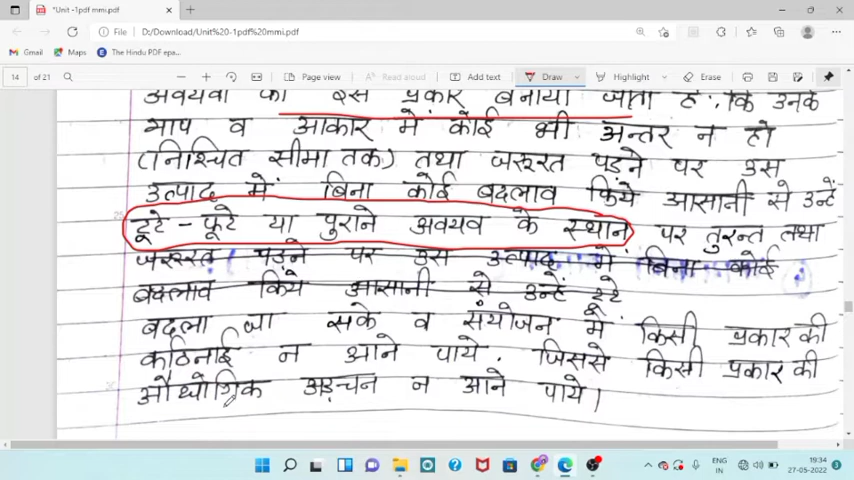 *Unit -1pdf mmi.pdf
File D:/Download/Unit%20-1pdf%20mmi.pdf
Gmail Maps The Hindu PDF epa...
14 of 21 Page view Read aloud Add text Draw Highlight Erase
अवयवों को इस प्रकार बनाया जाता है, कि उनके
माप व आकार में कोई भी अन्तर न हो
(निश्चित सीमा तक) तथा जरूरत पड़ने पर उस
उत्पाद में बिना कोई बदलाव किये आसानी से उन्हें
25 टूटे - फूटे या पुराने अवयव के स्थान पर तुरन्त तथा
जरूरत पड़ने पर उस उत्पाद में बिना कोई
बदलाव किये आसानी से उन्हें टूटे
बदला जा सके व संयोजन में किसी प्रकार की
कठिनाई न आने पाये. जिससे किसी प्रकार की
औद्योगिक अड़चन न आने पाये।
ENG 19:34
IN 27-05-2022